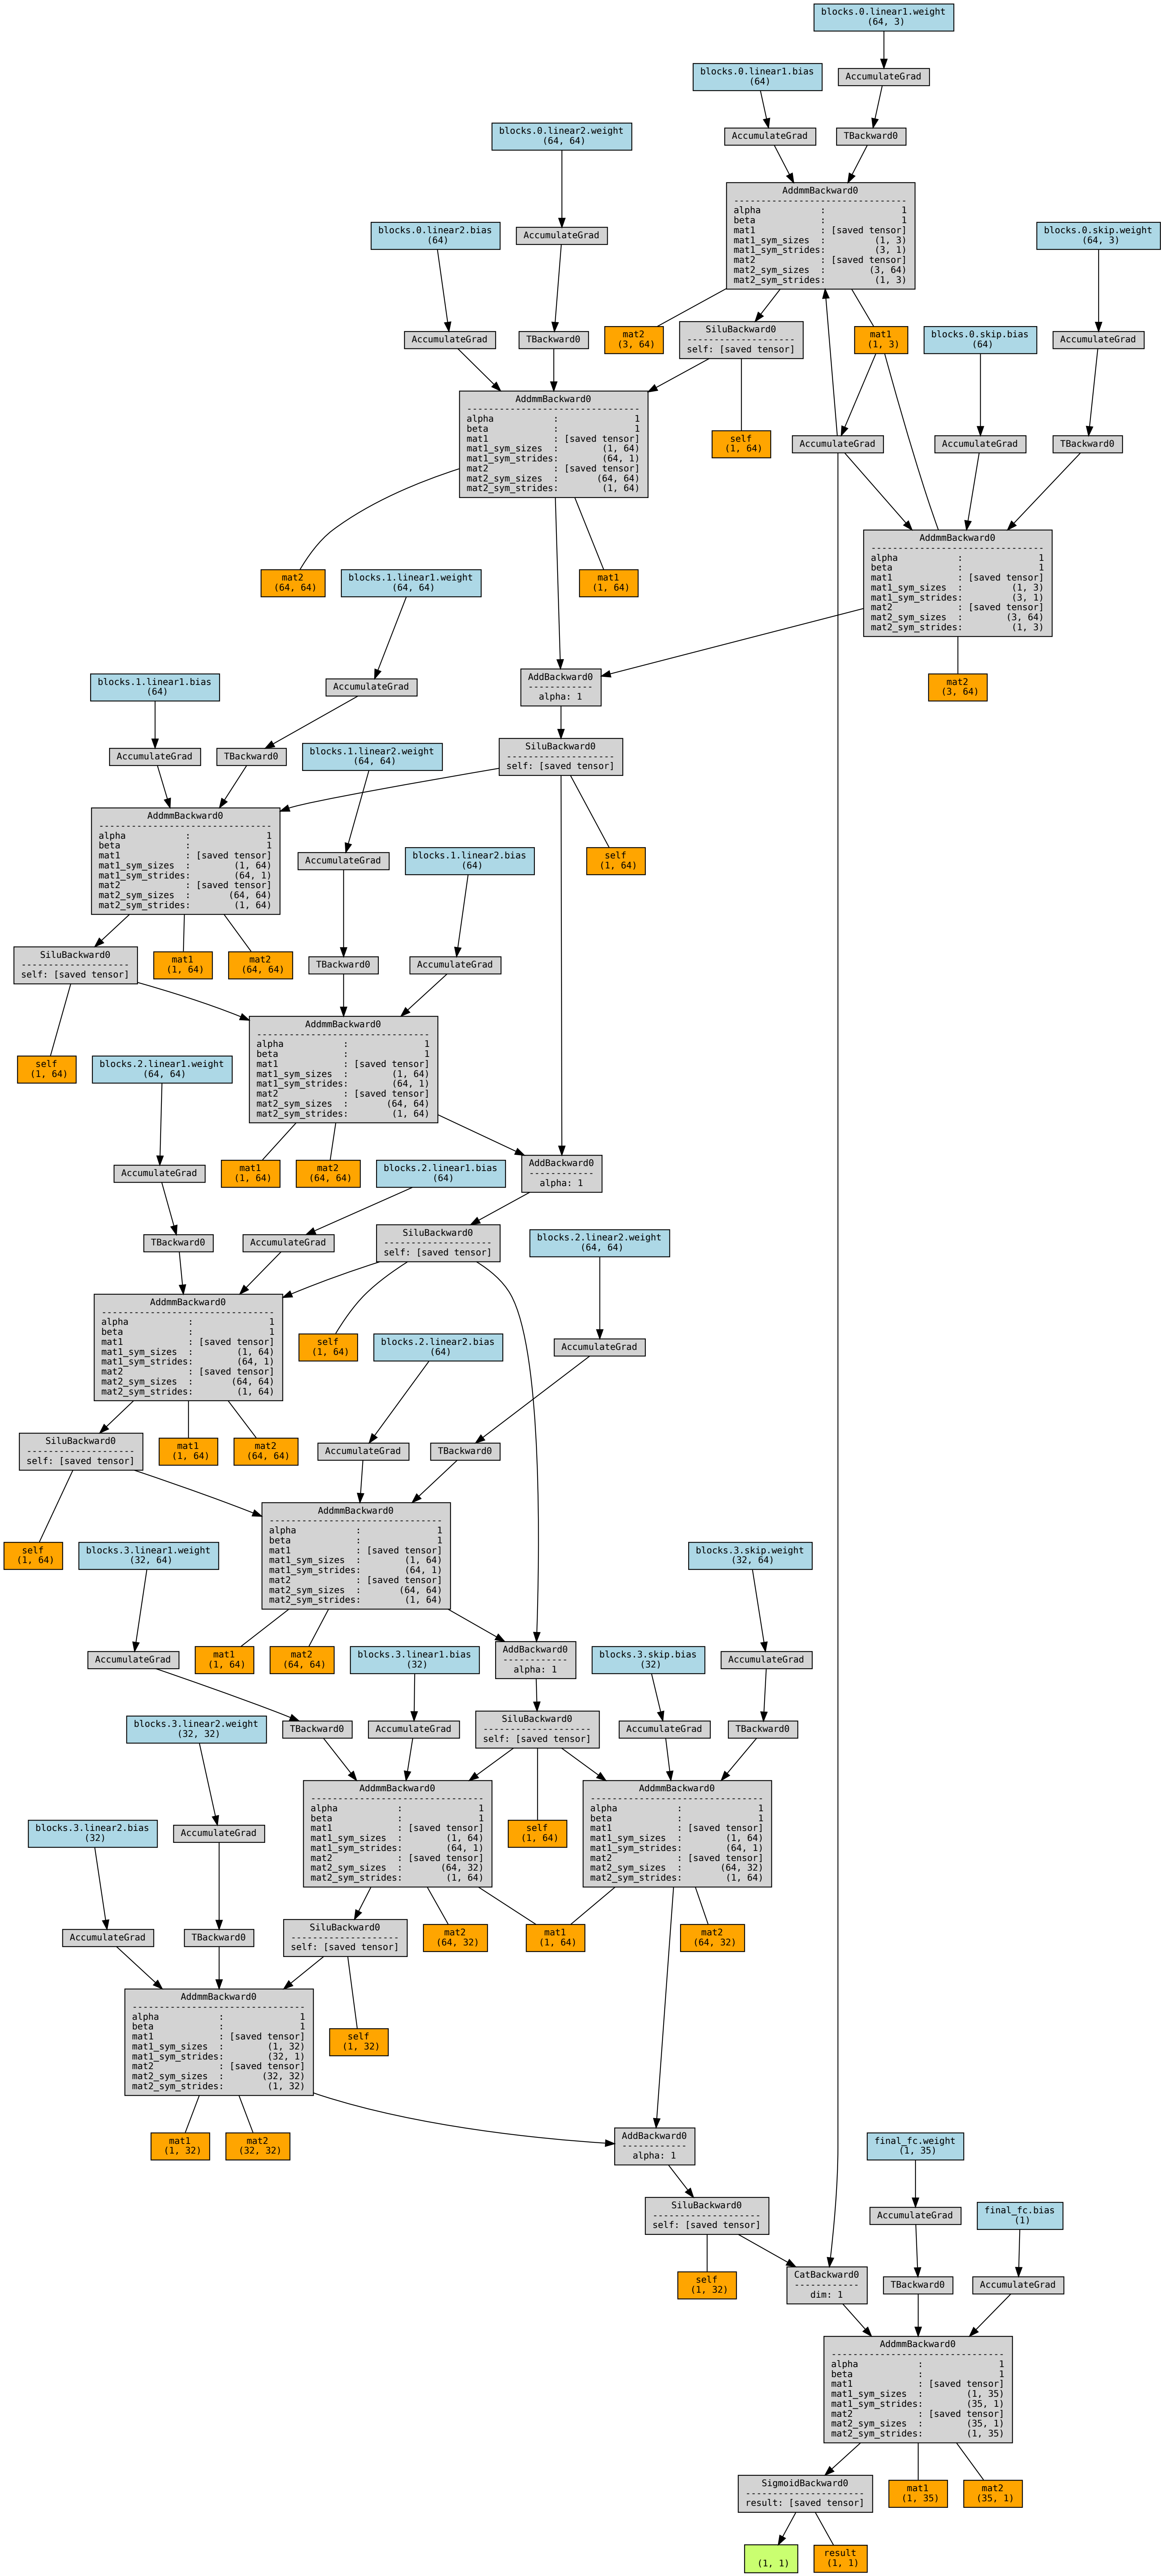 blocks.0.linear1.weight
(64, 3)
blocks.0.linear1.bias
(64)
AccumulateGrad
blocks.0.linear2.weight
(64, 64)
AccumulateGrad
TBackward0
AddmmBackward0
--------------------------------
alpha           :              1
beta            :              1
mat1            : [saved tensor]
mat1_sym_sizes  :         (1, 3)
mat1_sym_strides:         (3, 1)
mat2            : [saved tensor]
mat2_sym_sizes  :        (3, 64)
mat2_sym_strides:         (1, 3)
blocks.0.linear2.bias
(64)
AccumulateGrad
blocks.0.skip.weight
(64, 3)
AccumulateGrad
TBackward0
mat2
(3, 64)
SiluBackward0
--------------------
self: [saved tensor]
mat1
(1, 3)
blocks.0.skip.bias
(64)
AccumulateGrad
AddmmBackward0
--------------------------------
alpha           :              1
beta            :              1
mat1            : [saved tensor]
mat1_sym_sizes  :        (1, 64)
mat1_sym_strides:        (64, 1)
mat2            : [saved tensor]
mat2_sym_sizes  :       (64, 64)
mat2_sym_strides:        (1, 64)
self
(1, 64)
AccumulateGrad
AccumulateGrad
TBackward0
AddmmBackward0
--------------------------------
alpha           :              1
beta            :              1
mat1            : [saved tensor]
mat1_sym_sizes  :         (1, 3)
mat1_sym_strides:         (3, 1)
mat2            : [saved tensor]
mat2_sym_sizes  :        (3, 64)
mat2_sym_strides:         (1, 3)
mat2
(64, 64)
blocks.1.linear1.weight
(64, 64)
mat1
(1, 64)
blocks.1.linear1.bias
(64)
AccumulateGrad
AddBackward0
------------
alpha: 1
mat2
(3, 64)
AccumulateGrad
TBackward0
blocks.1.linear2.weight
(64, 64)
SiluBackward0
--------------------
self: [saved tensor]
AddmmBackward0
--------------------------------
alpha           :              1
beta            :              1
mat1            : [saved tensor]
mat1_sym_sizes  :        (1, 64)
mat1_sym_strides:        (64, 1)
mat2            : [saved tensor]
mat2_sym_sizes  :       (64, 64)
mat2_sym_strides:        (1, 64)
AccumulateGrad
blocks.1.linear2.bias
(64)
self
(1, 64)
SiluBackward0
--------------------
self: [saved tensor]
mat1
(1, 64)
mat2
(64, 64)
TBackward0
AccumulateGrad
AddmmBackward0
--------------------------------
alpha           :              1
beta            :              1
mat1            : [saved tensor]
mat1_sym_sizes  :        (1, 64)
mat1_sym_strides:        (64, 1)
mat2            : [saved tensor]
mat2_sym_sizes  :       (64, 64)
mat2_sym_strides:        (1, 64)
self
(1, 64)
blocks.2.linear1.weight
(64, 64)
AccumulateGrad
mat1
(1, 64)
mat2
(64, 64)
blocks.2.linear1.bias
(64)
AddBackward0
------------
alpha: 1
TBackward0
AccumulateGrad
SiluBackward0
--------------------
self: [saved tensor]
blocks.2.linear2.weight
(64, 64)
AddmmBackward0
--------------------------------
alpha           :              1
beta            :              1
mat1            : [saved tensor]
mat1_sym_sizes  :        (1, 64)
mat1_sym_strides:        (64, 1)
mat2            : [saved tensor]
mat2_sym_sizes  :       (64, 64)
mat2_sym_strides:        (1, 64)
self
(1, 64)
blocks.2.linear2.bias
(64)
AccumulateGrad
SiluBackward0
--------------------
self: [saved tensor]
mat1
(1, 64)
mat2
(64, 64)
AccumulateGrad
TBackward0
AddmmBackward0
--------------------------------
alpha           :              1
beta            :              1
mat1            : [saved tensor]
mat1_sym_sizes  :        (1, 64)
mat1_sym_strides:        (64, 1)
mat2            : [saved tensor]
mat2_sym_sizes  :       (64, 64)
mat2_sym_strides:        (1, 64)
self
(1, 64)
blocks.3.linear1.weight
(32, 64)
blocks.3.skip.weight
(32, 64)
AccumulateGrad
mat1
(1, 64)
mat2
(64, 64)
blocks.3.linear1.bias
(32)
AddBackward0
------------
alpha: 1
blocks.3.skip.bias
(32)
AccumulateGrad
blocks.3.linear2.weight
(32, 32)
TBackward0
AccumulateGrad
SiluBackward0
--------------------
self: [saved tensor]
AccumulateGrad
TBackward0
AddmmBackward0
--------------------------------
alpha           :              1
beta            :              1
mat1            : [saved tensor]
mat1_sym_sizes  :        (1, 64)
mat1_sym_strides:        (64, 1)
mat2            : [saved tensor]
mat2_sym_sizes  :       (64, 32)
mat2_sym_strides:        (1, 64)
self
(1, 64)
AddmmBackward0
--------------------------------
alpha           :              1
beta            :              1
mat1            : [saved tensor]
mat1_sym_sizes  :        (1, 64)
mat1_sym_strides:        (64, 1)
mat2            : [saved tensor]
mat2_sym_sizes  :       (64, 32)
mat2_sym_strides:        (1, 64)
blocks.3.linear2.bias
(32)
AccumulateGrad
AccumulateGrad
TBackward0
SiluBackward0
--------------------
self: [saved tensor]
mat2
(64, 32)
mat1
(1, 64)
mat2
(64, 32)
AddmmBackward0
--------------------------------
alpha           :              1
beta            :              1
mat1            : [saved tensor]
mat1_sym_sizes  :        (1, 32)
mat1_sym_strides:        (32, 1)
mat2            : [saved tensor]
mat2_sym_sizes  :       (32, 32)
mat2_sym_strides:        (1, 32)
self
(1, 32)
mat1
(1, 32)
mat2
(32, 32)
AddBackward0
------------
alpha: 1
final_fc.weight
(1, 35)
SiluBackward0
--------------------
self: [saved tensor]
AccumulateGrad
final_fc.bias
(1)
self
(1, 32)
CatBackward0
------------
dim: 1
TBackward0
AccumulateGrad
AddmmBackward0
--------------------------------
alpha           :              1
beta            :              1
mat1            : [saved tensor]
mat1_sym_sizes  :        (1, 35)
mat1_sym_strides:        (35, 1)
mat2            : [saved tensor]
mat2_sym_sizes  :        (35, 1)
mat2_sym_strides:        (1, 35)
SigmoidBackward0
----------------------
result: [saved tensor]
mat1
(1, 35)
mat2
(35, 1)
(1, 1)
result
(1, 1)